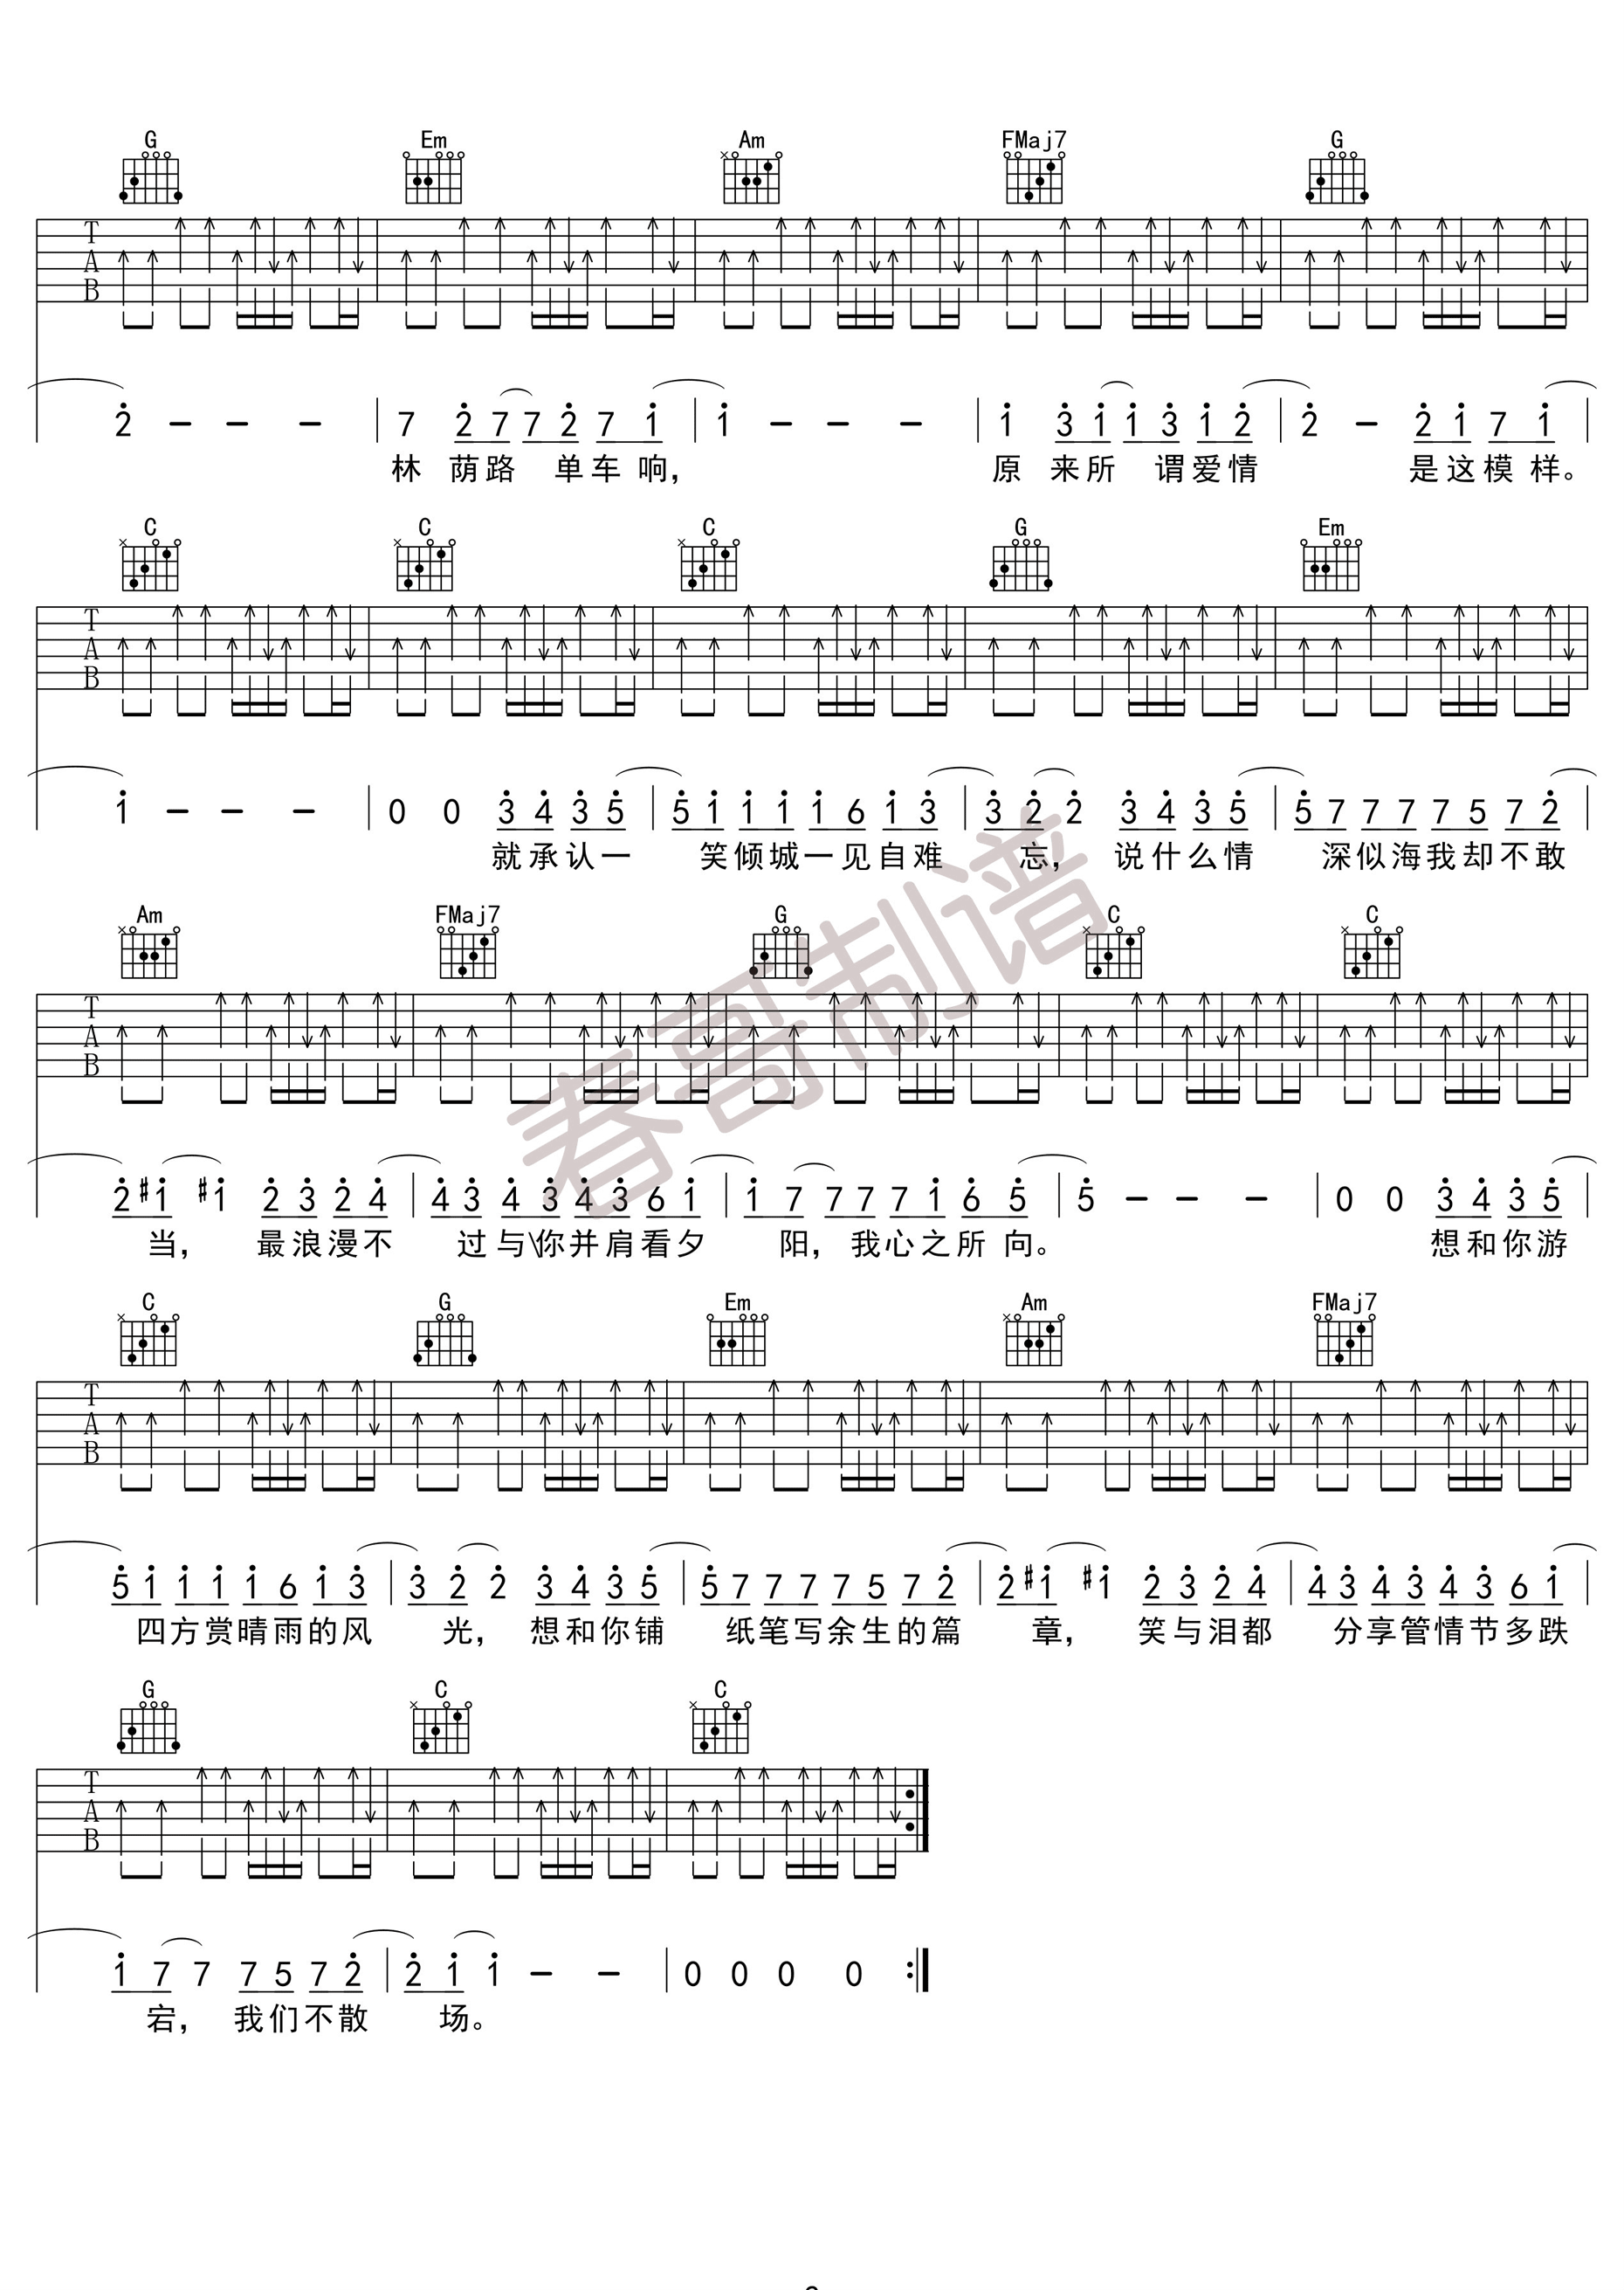 G Em Am FMaj7 G
T
A
B
2 - - - 7 2 7 7 2 7 1 1 - - - 1 3 1 1 3 1 2 2 - 2 1 7 1
林 荫路 单车 响， 原 来所 谓爱情 是这模 样。
C C C G Em
T
A
B
1 - - - 0 0 3 4 3 5 5 1 1 1 1 6 1 3 3 2 2 3 4 3 5 5 7 7 7 7 5 7 2
就承认一 笑倾城一见自难 忘， 说什么情 深似海我却不敢
Am FMaj7 G C C
T
A
B
2 #1 #1 2 3 2 4 4 3 4 3 4 3 6 1 1 7 7 7 7 1 6 5 5 - - - 0 0 3 4 3 5
当， 最浪漫不 过与\你并肩看夕 阳，我心之所 向。 想和你游
春哥制谱
C G Em Am FMaj7
T
A
B
5 1 1 1 1 6 1 3 3 2 2 3 4 3 5 5 7 7 7 7 5 7 2 2 #1 #1 2 3 2 4 4 3 4 3 4 3 6 1
四方赏晴雨的风 光， 想和你铺 纸笔写余生的篇 章， 笑与泪都 分享管情节多跌
G C C
T
A
B
1 7 7 7 5 7 2 2 1 1 - - 0 0 0 0
宕， 我们不散 场。